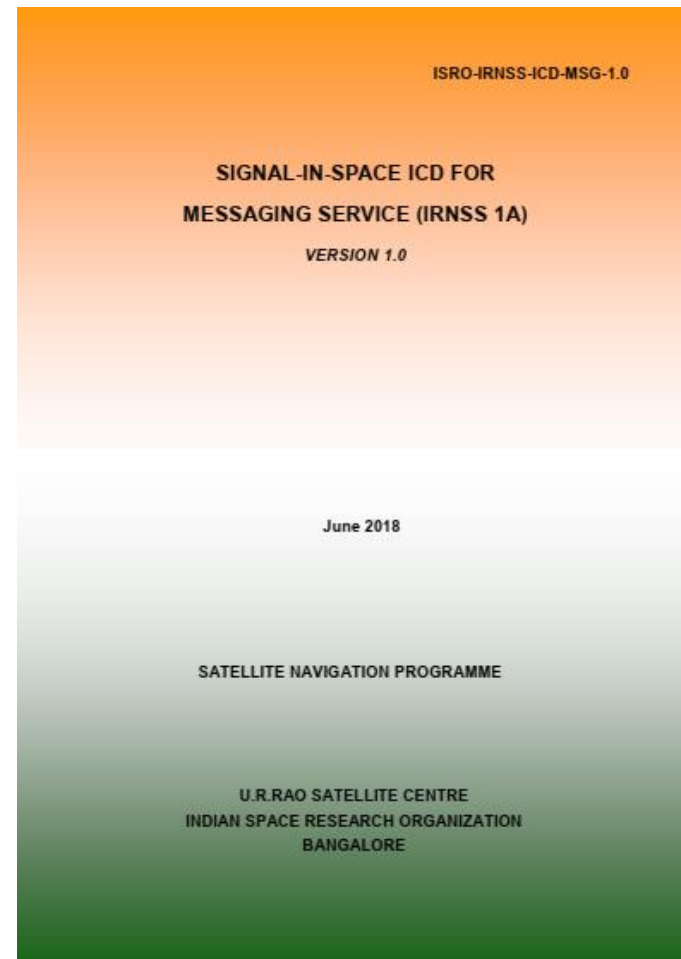 ISRO-IRNSS-ICD-MSG-1.0
SIGNAL-IN-SPACE ICD FOR
MESSAGING SERVICE (IRNSS 1A)
VERSION 1.0
June 2018
SATELLITE NAVIGATION PROGRAMME
U.R.RAO SATELLITE CENTRE
INDIAN SPACE RESEARCH ORGANIZATION
BANGALORE